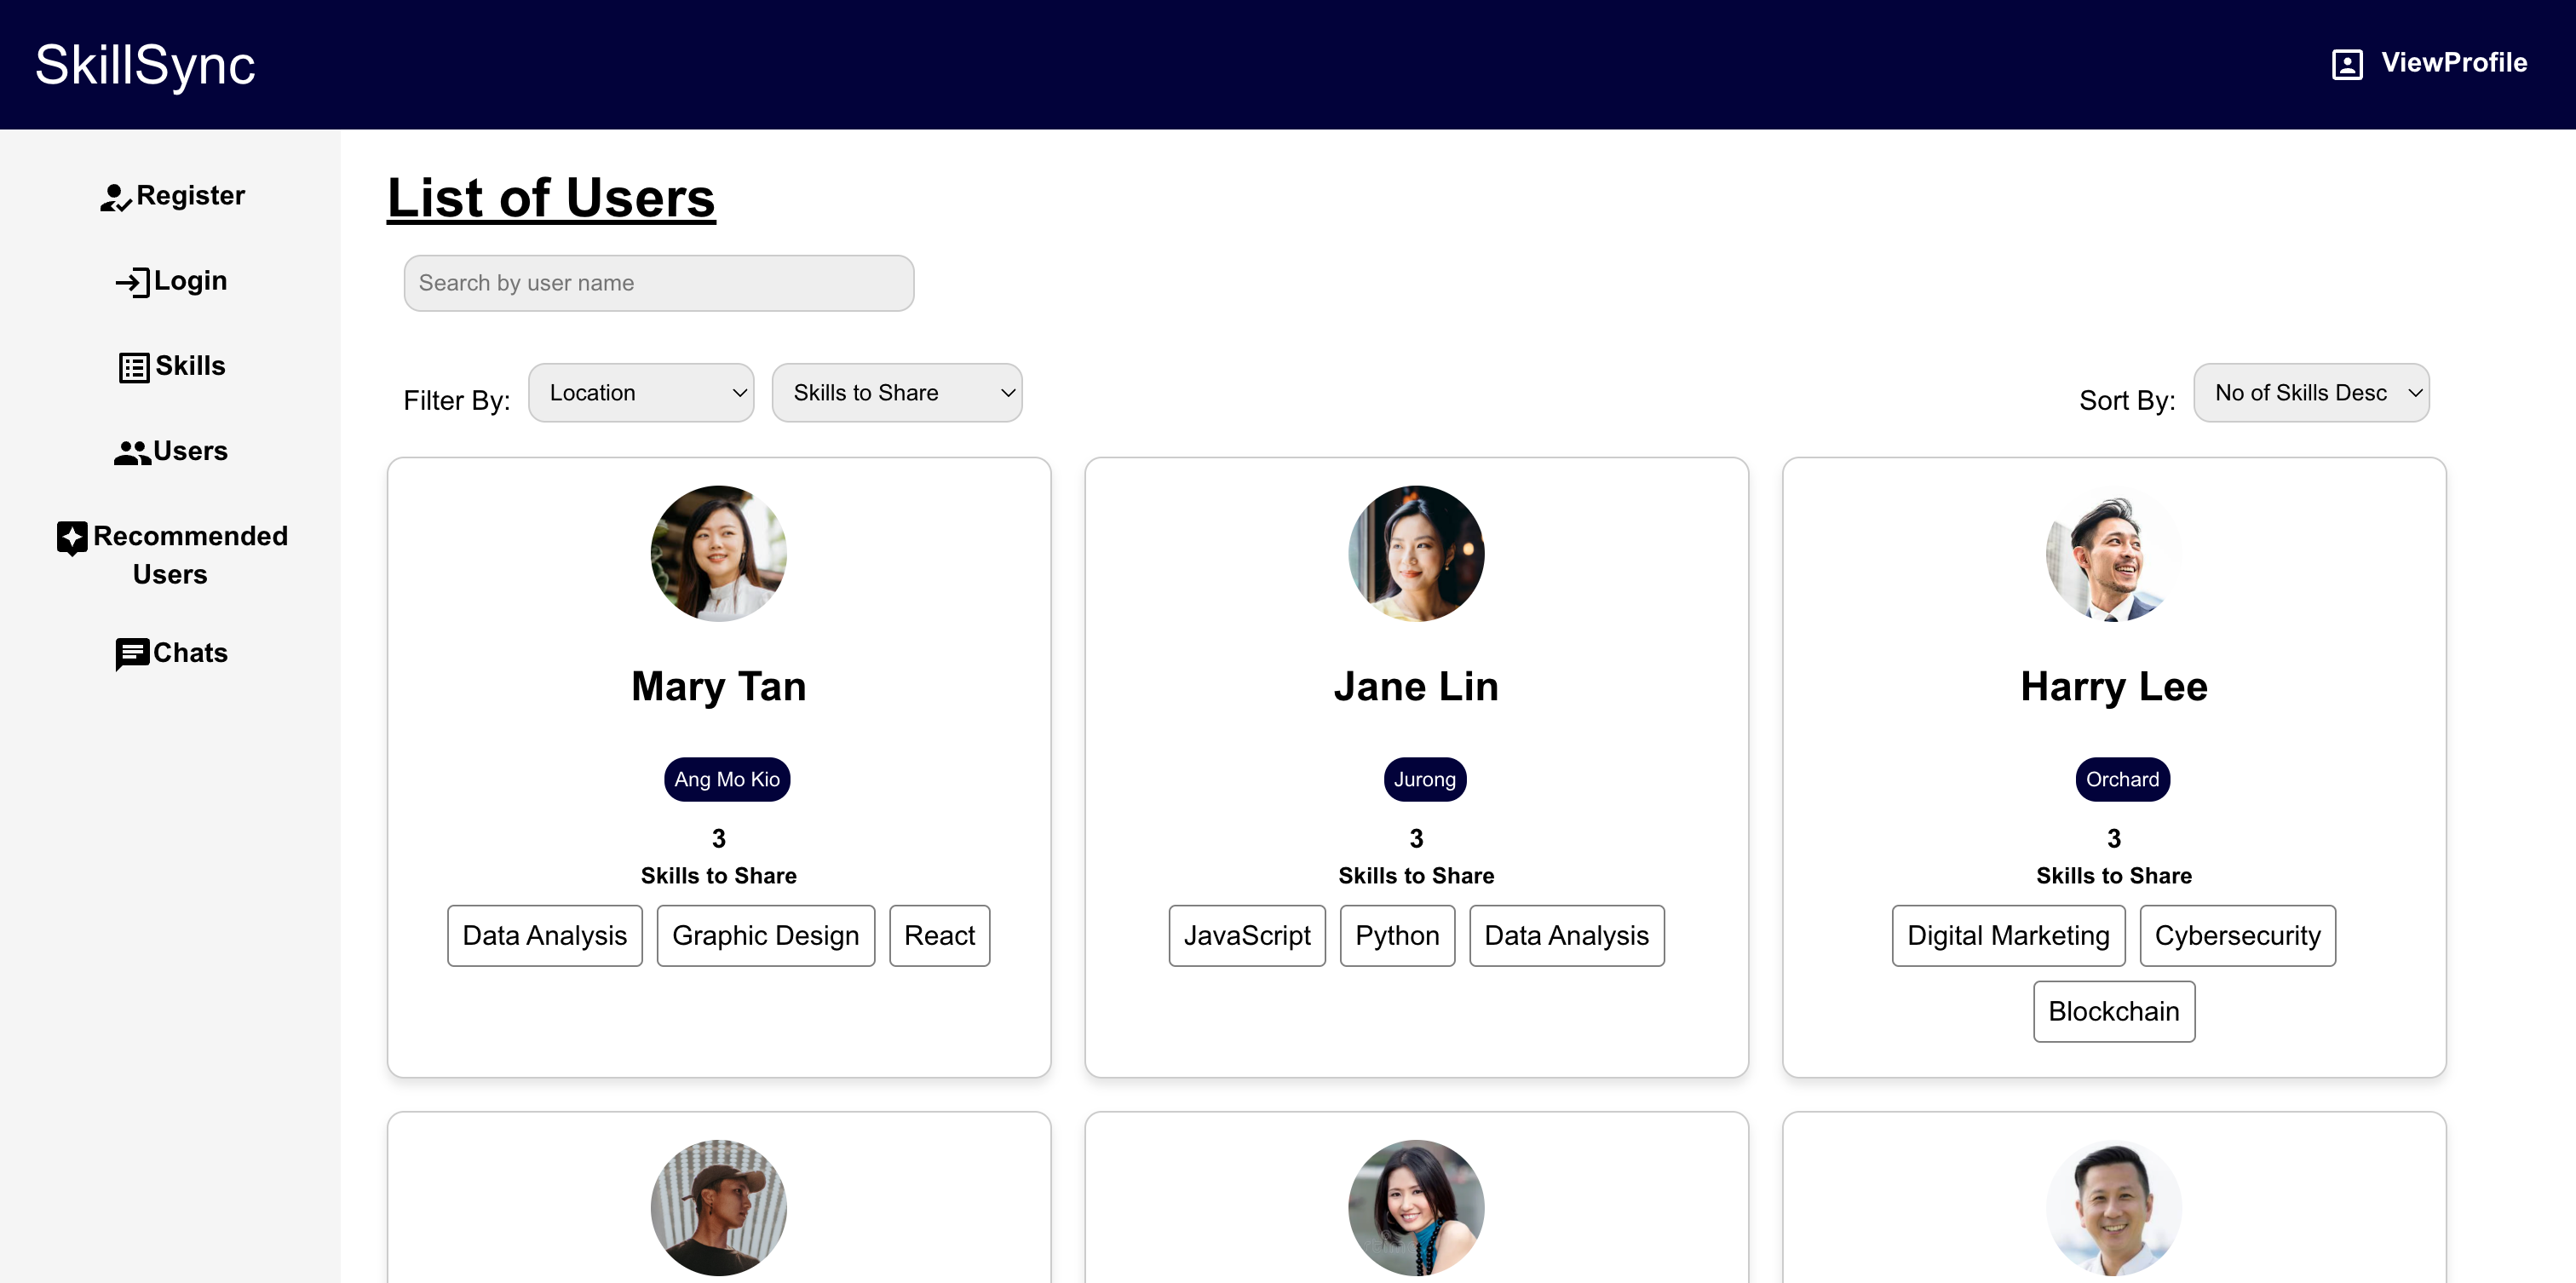 SkillSync
ViewProfile
Register
Login
Skills
Users
Recommended
Users
Chats
List of Users
Search by user name
Filter By:
Location
Skills to Share
Sort By:
No of Skills Desc
Mary Tan
Ang Mo Kio
3
Skills to Share
Data Analysis
Graphic Design
React
Jane Lin
Jurong
3
Skills to Share
JavaScript
Python
Data Analysis
Harry Lee
Orchard
3
Skills to Share
Digital Marketing
Cybersecurity
Blockchain